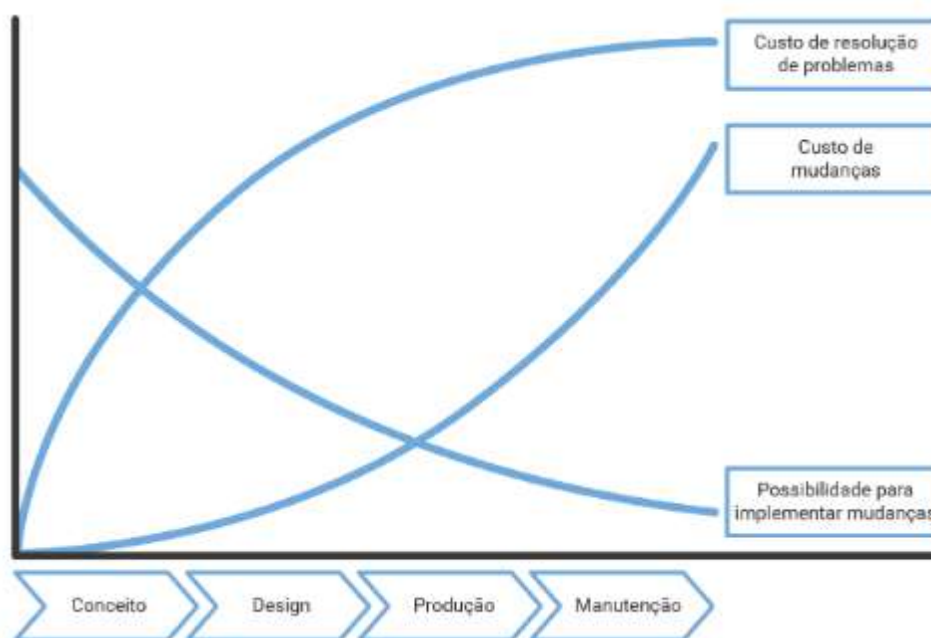 Custo de resolução
de problemas
Custo de
mudanças
Possibilidade para
implementar mudanças
Conceito
Design
Produção
Manutenção